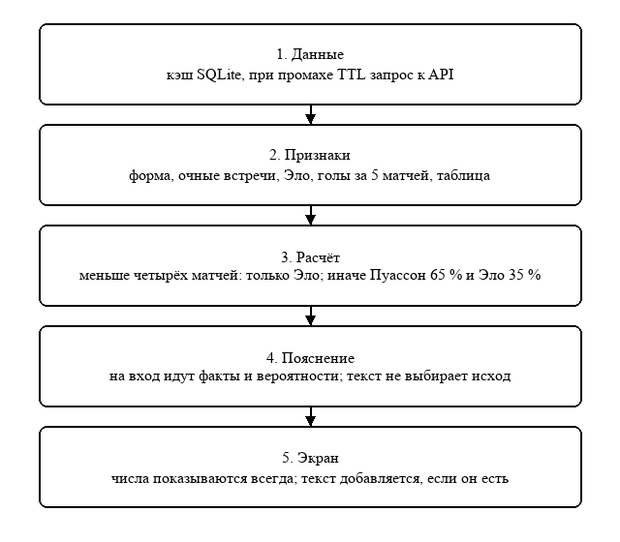 1. Данные
кэш SQLite, при промахе TTL запрос к API
2. Признаки
форма, очные встречи, Эло, голы за 5 матчей, таблица
3. Расчёт
меньше четырёх матчей: только Эло; иначе Пуассон 65 % и Эло 35 %
4. Пояснение
на вход идут факты и вероятности; текст не выбирает исход
5. Экран
числа показываются всегда; текст добавляется, если он есть